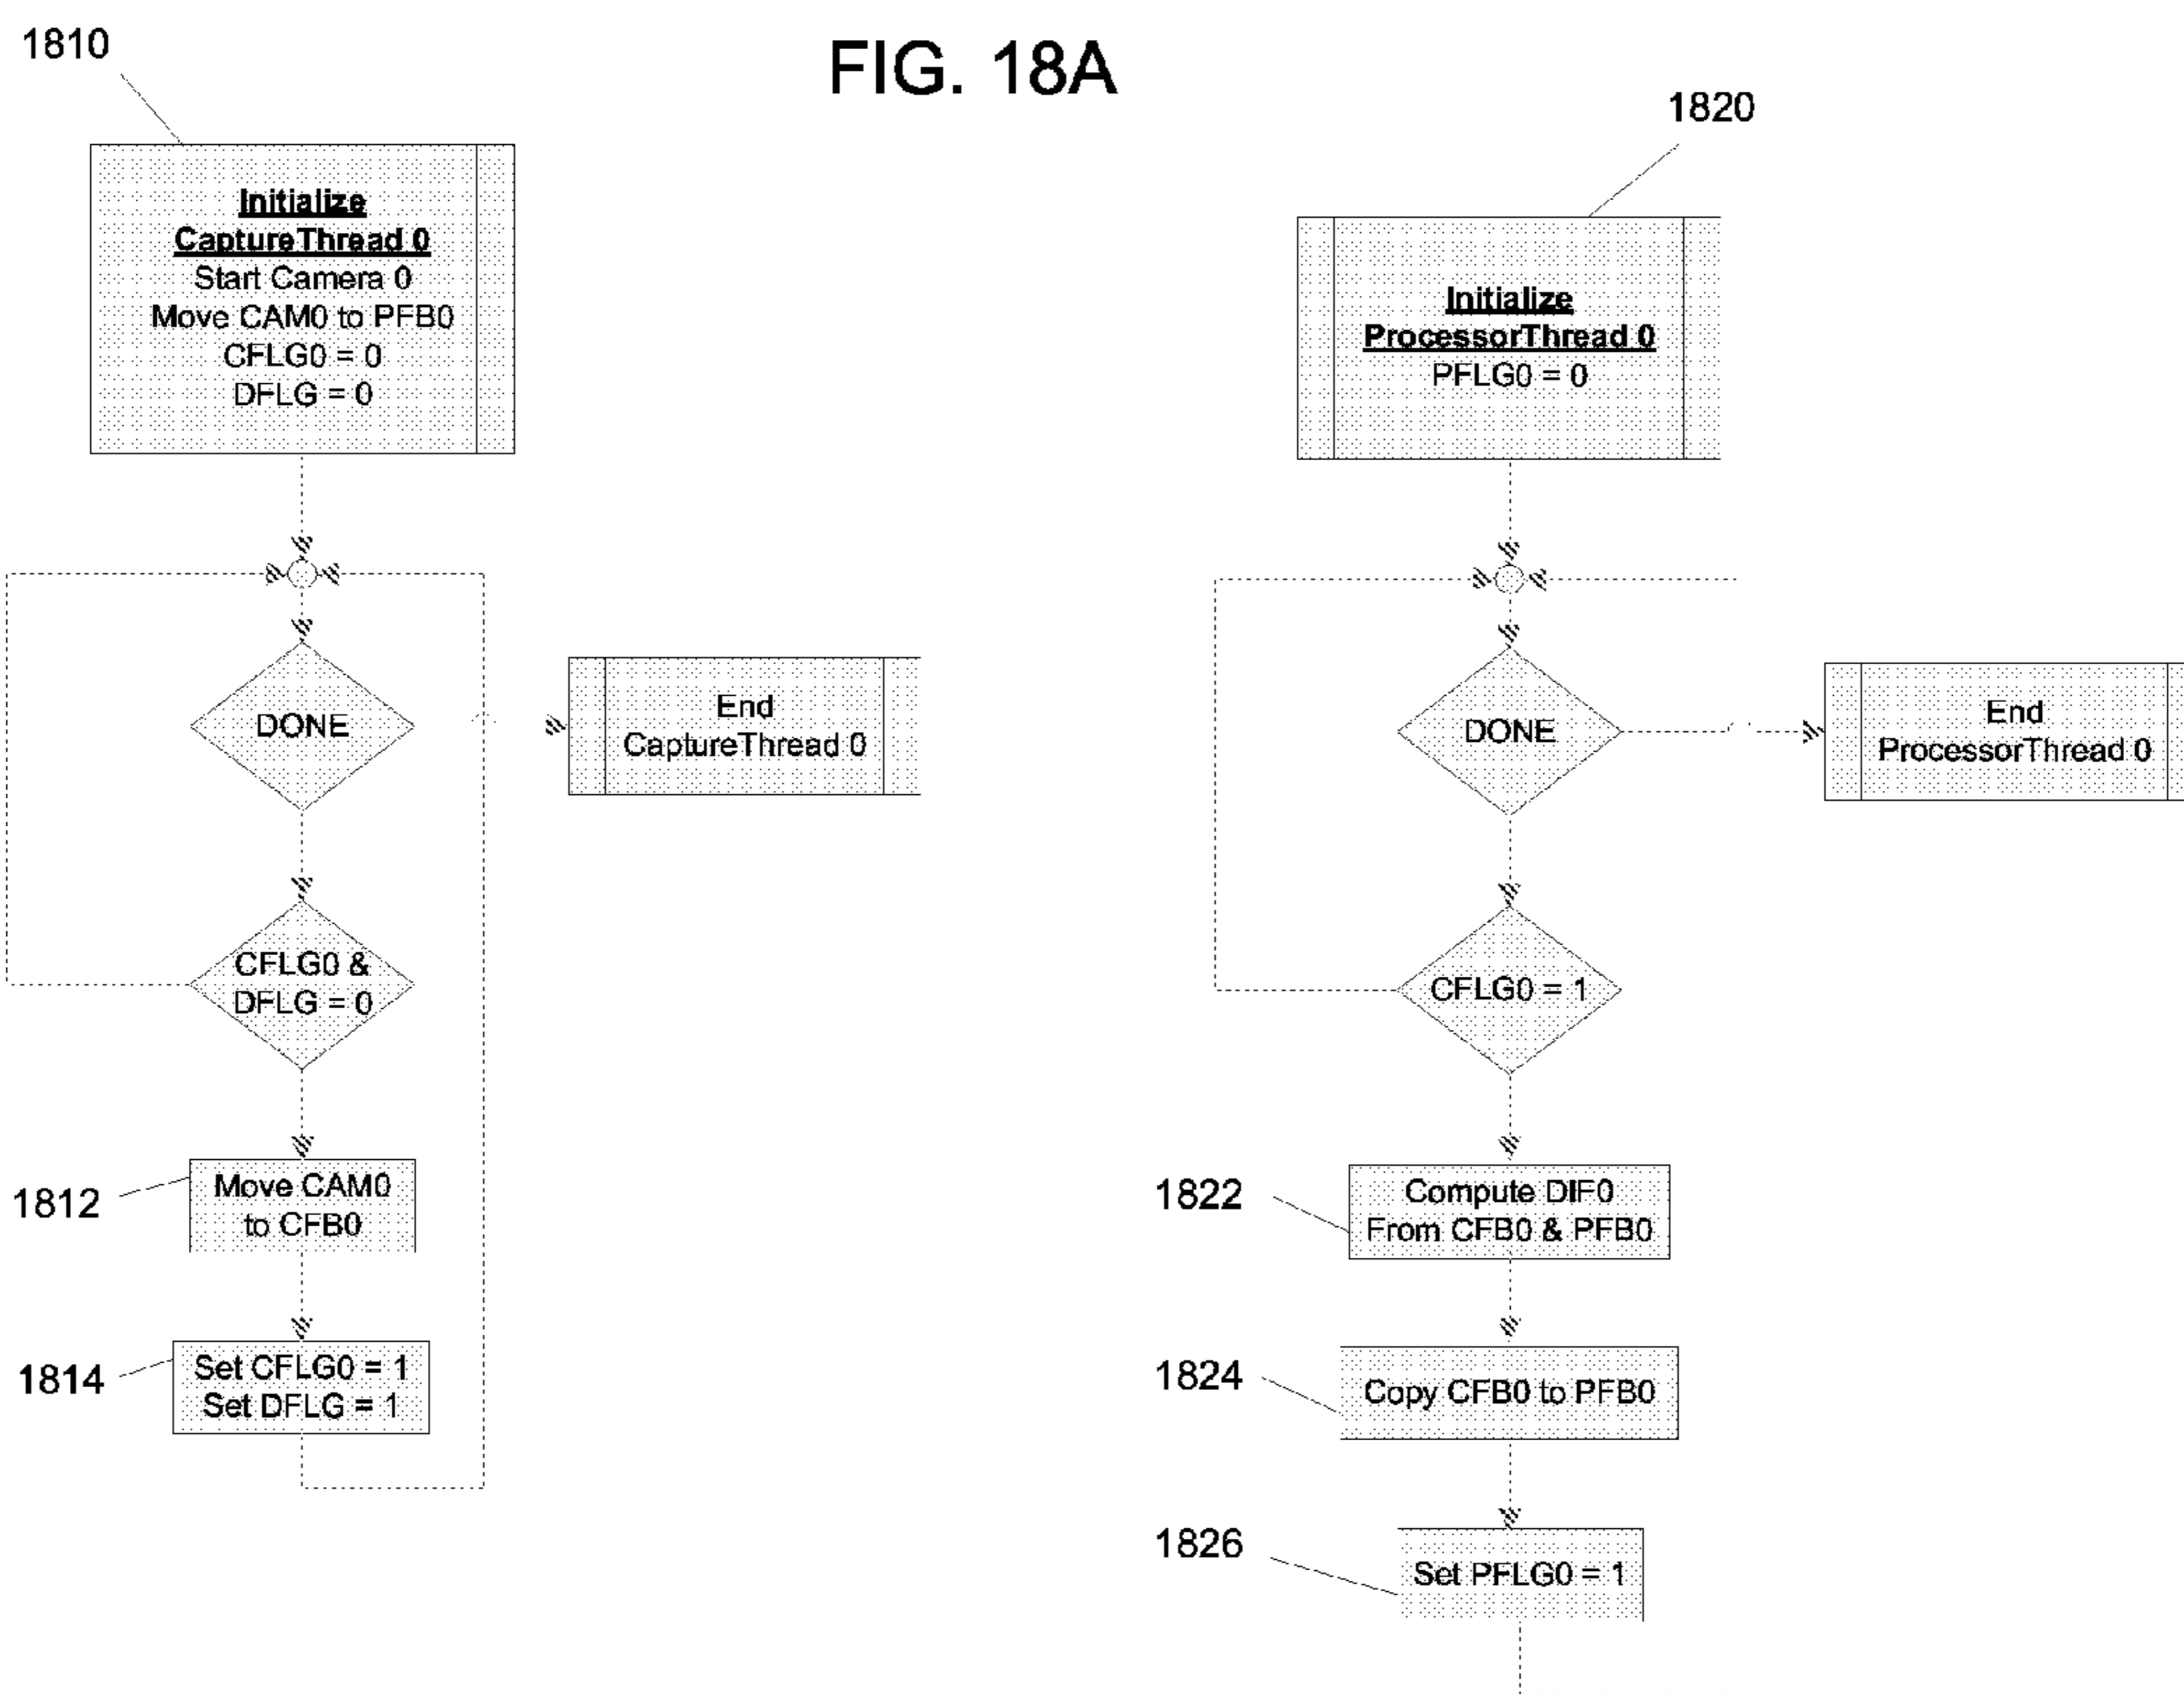 FIG. 18A
1810
Initialize
CaptureThread 0
Start Camera 0
Move CAM0 to PFB0
CFLG0 = 0
DFLG = 0
DONE
End
CaptureThread 0
CFLG0 &
DFLG = 0
1812
Move CAM0
to CFB0
1814
Set CFLG0 = 1
Set DFLG = 1
1820
Initialize
ProcessorThread 0
PFLG0 = 0
DONE
End
ProcessorThread 0
CFLG0 = 1
1822
Compute DIF0
From CFB0 & PFB0
1824
Copy CFB0 to PFB0
1826
Set PFLG0 = 1